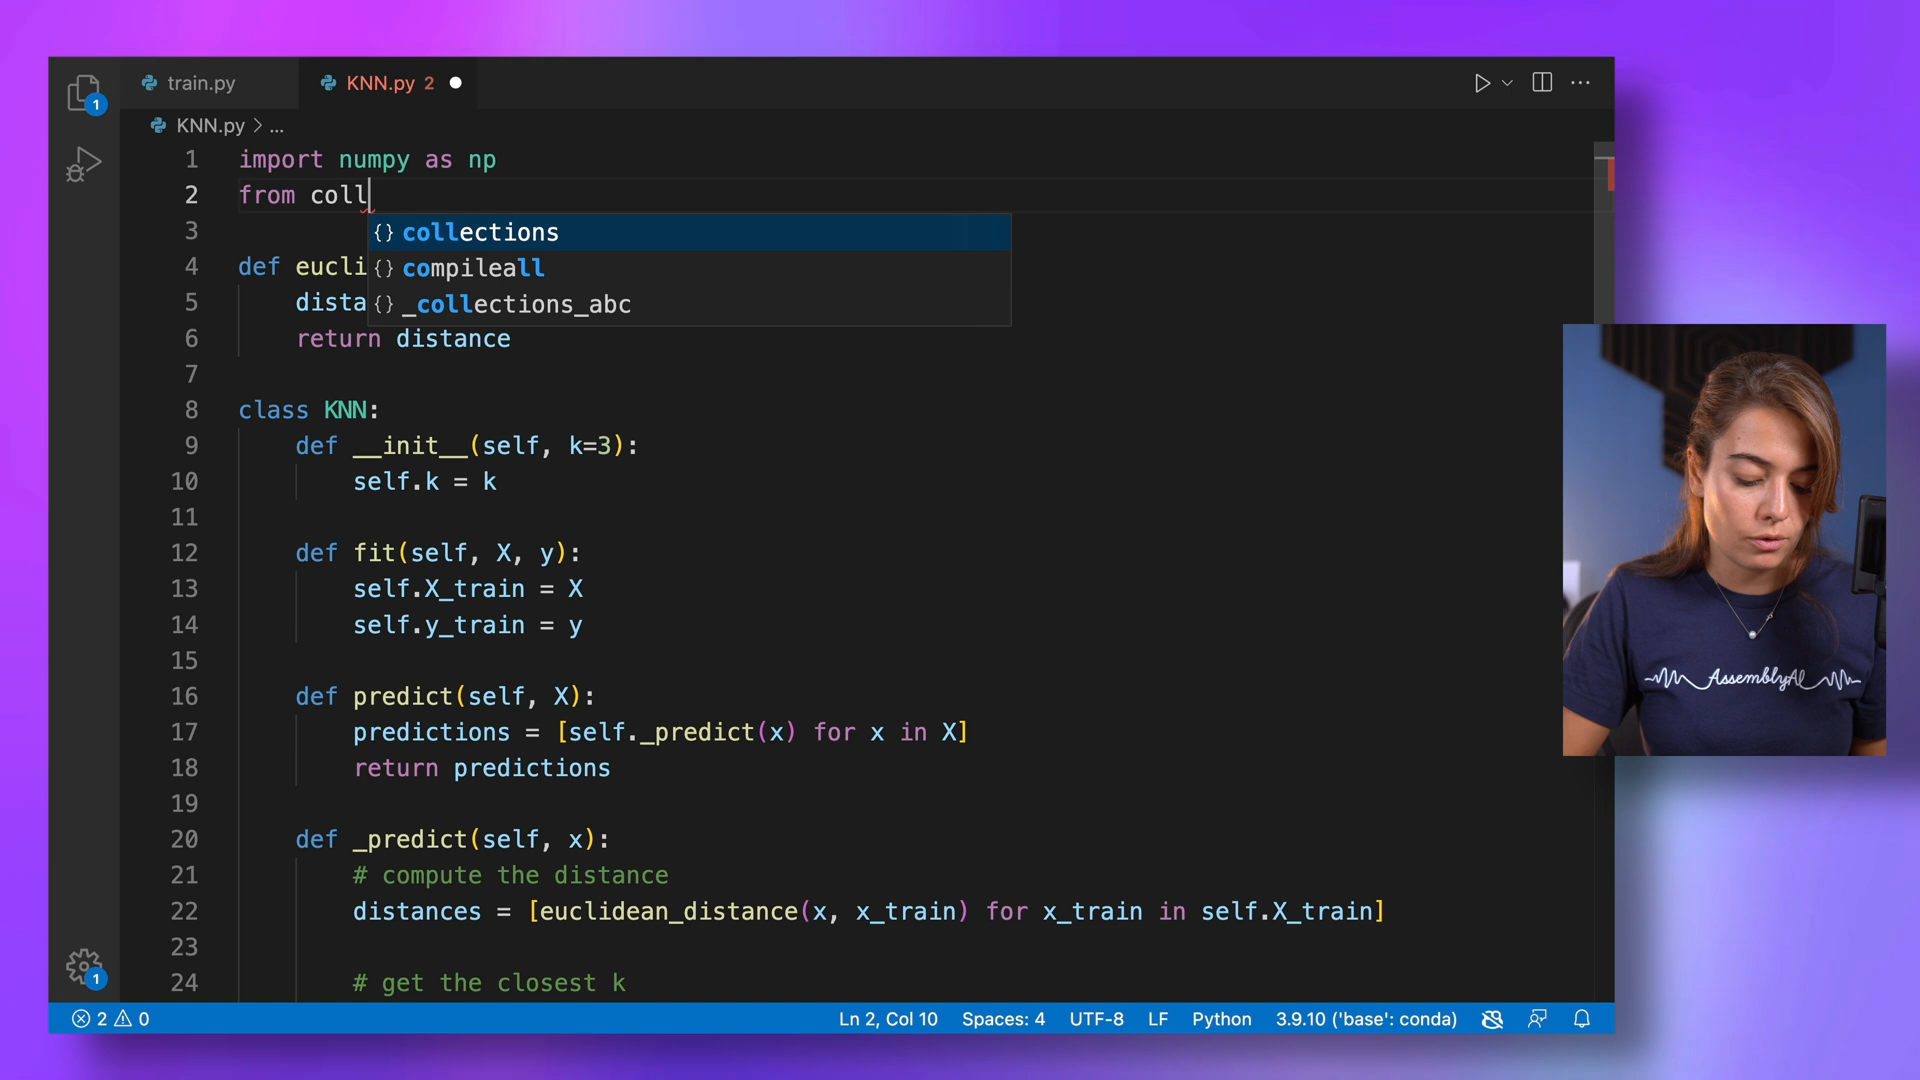 train.py
KNN.py 2
1
KNN.py > ...
1 import numpy as np
2 from coll
{} collections
{} compileall
{} _collections_abc
3
4 def eucli
5 dista
6 return distance
7
8 class KNN:
9 def __init__(self, k=3):
10 self.k = k
11
12 def fit(self, X, y):
13 self.X_train = X
14 self.y_train = y
15
16 def predict(self, X):
17 predictions = [self._predict(x) for x in X]
18 return predictions
19
20 def _predict(self, x):
21 # compute the distance
22 distances = [euclidean_distance(x, x_train) for x_train in self.X_train]
23
24 # get the closest k
1
AssemblyAI
2 0 Ln 2, Col 10 Spaces: 4 UTF-8 LF Python 3.9.10 ('base': conda)